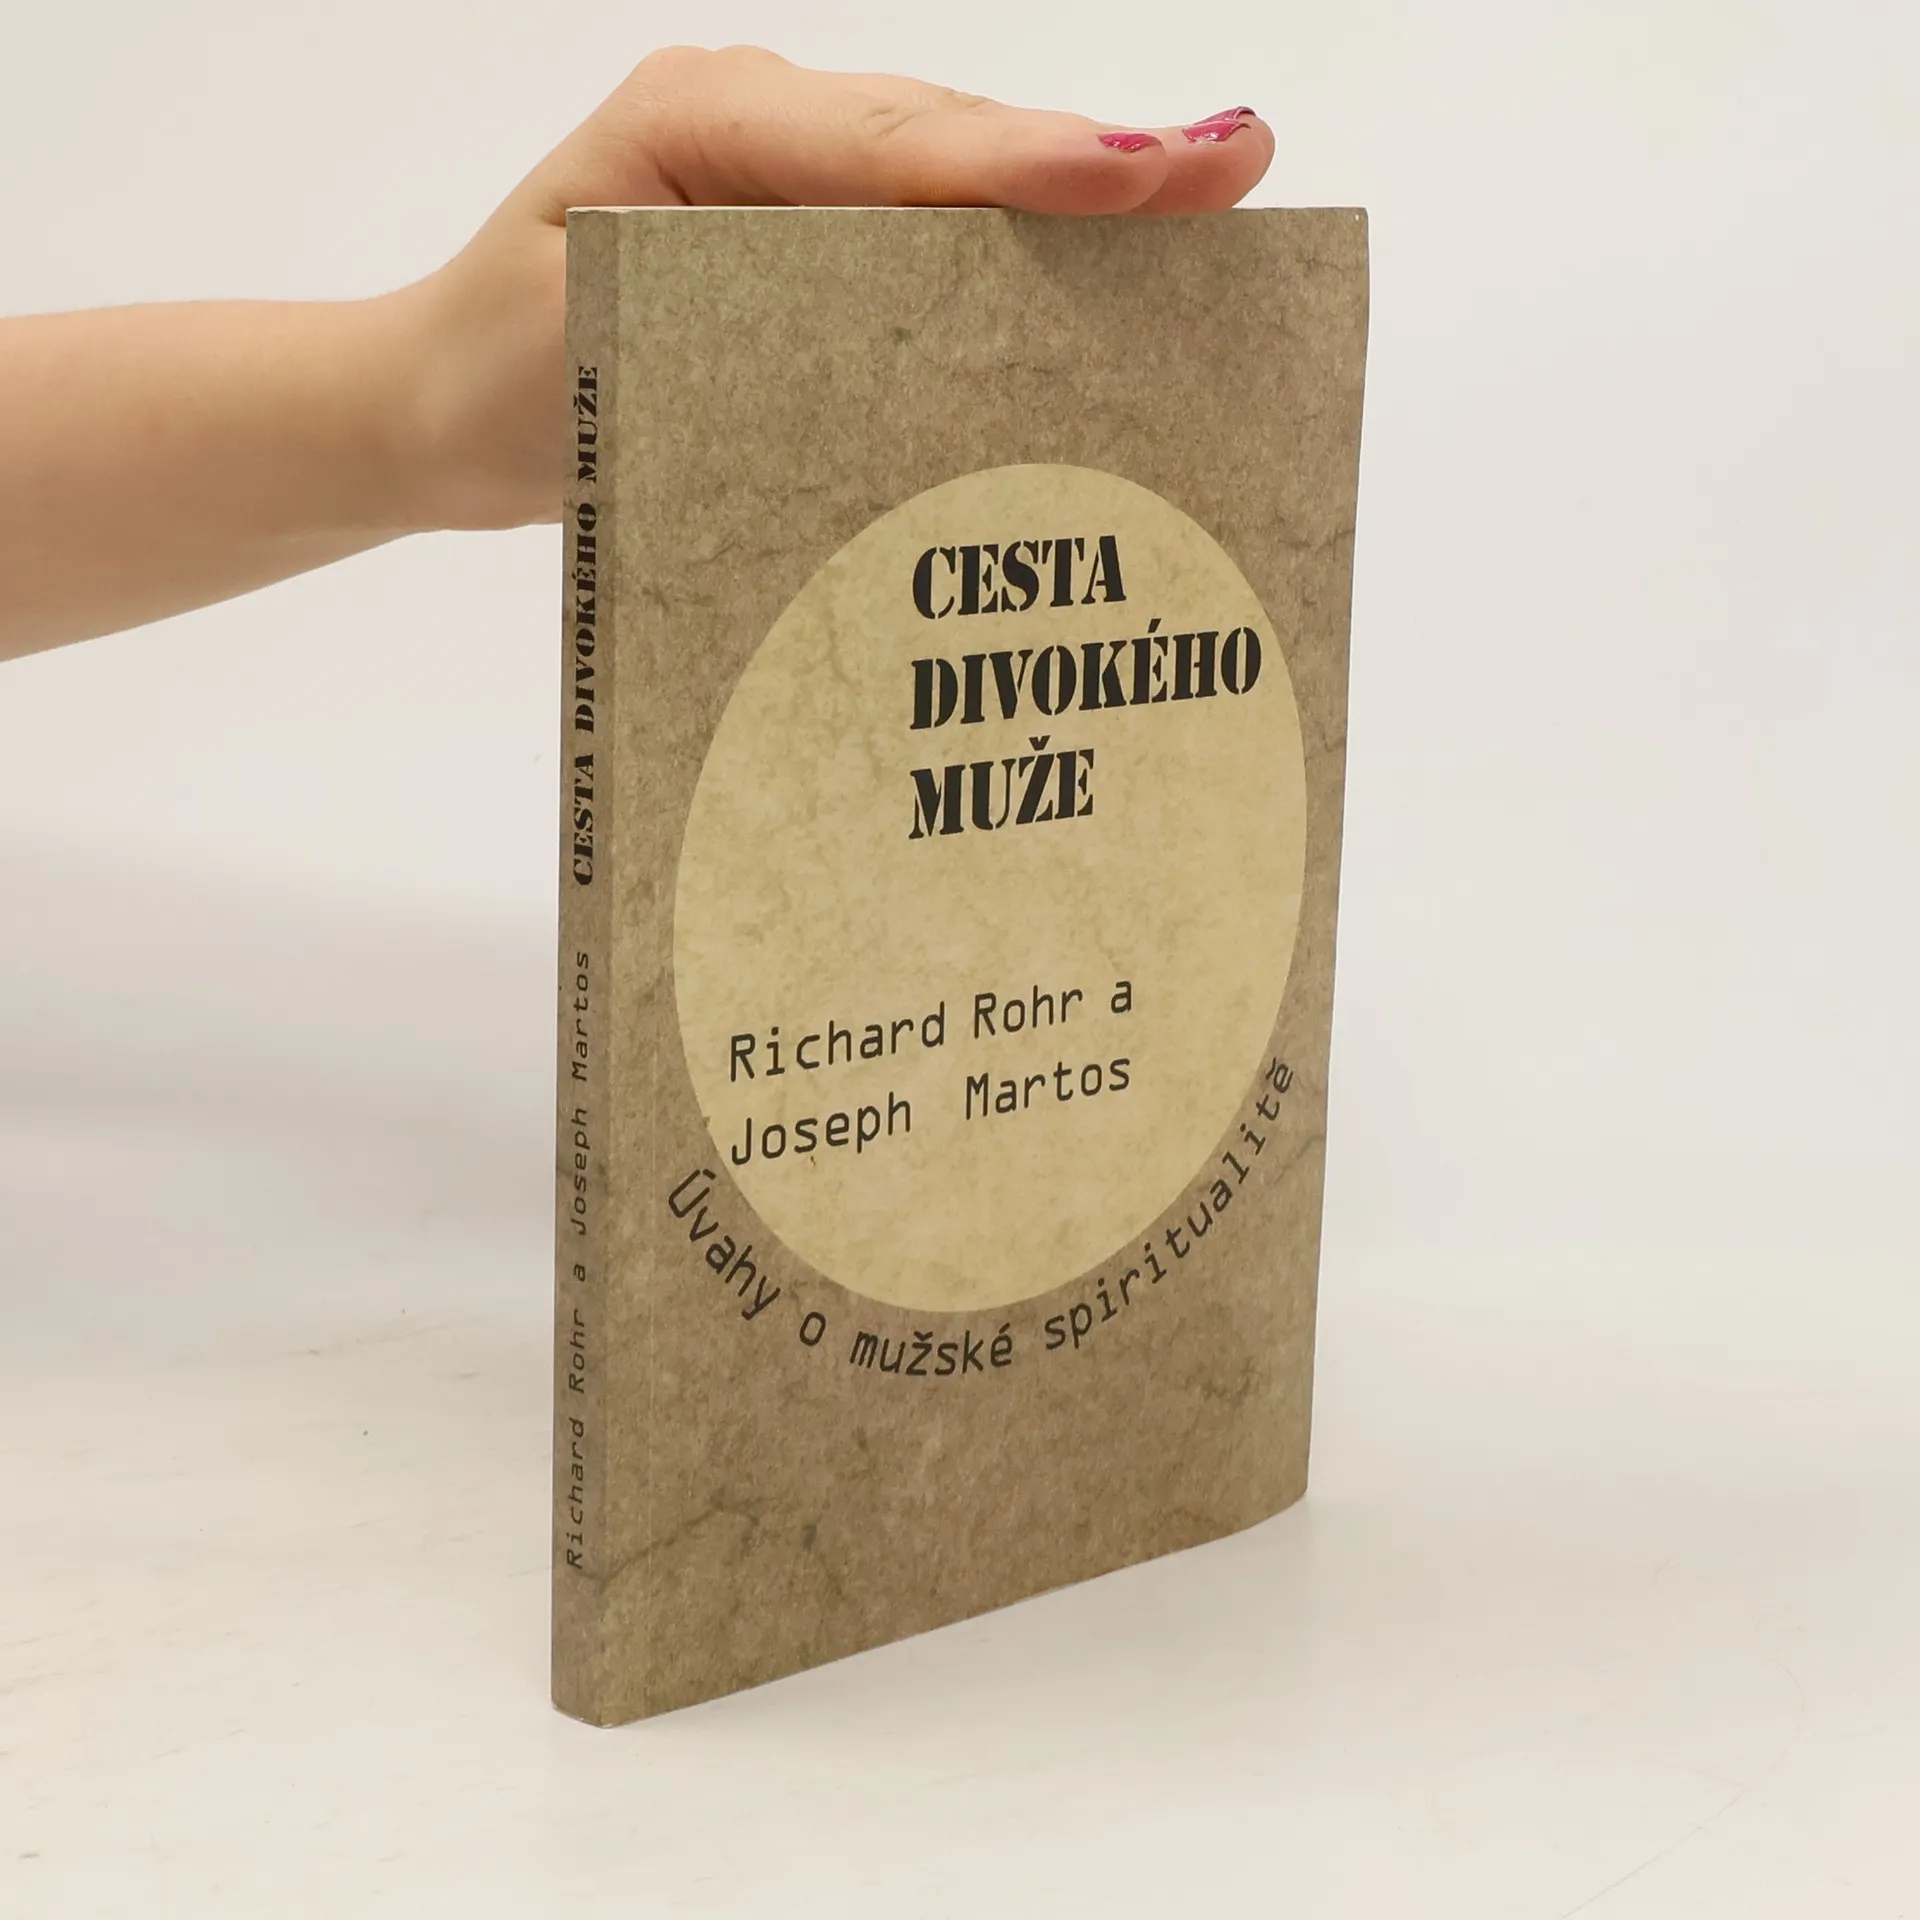 CESTA
DIVOKÉHO
MUŽE
Richard Rohr a
Joseph Martos
Úvahy o mužské spiritualitě
Richard Rohr a Joseph Martos CESTA DIVOKÉHO MUŽE